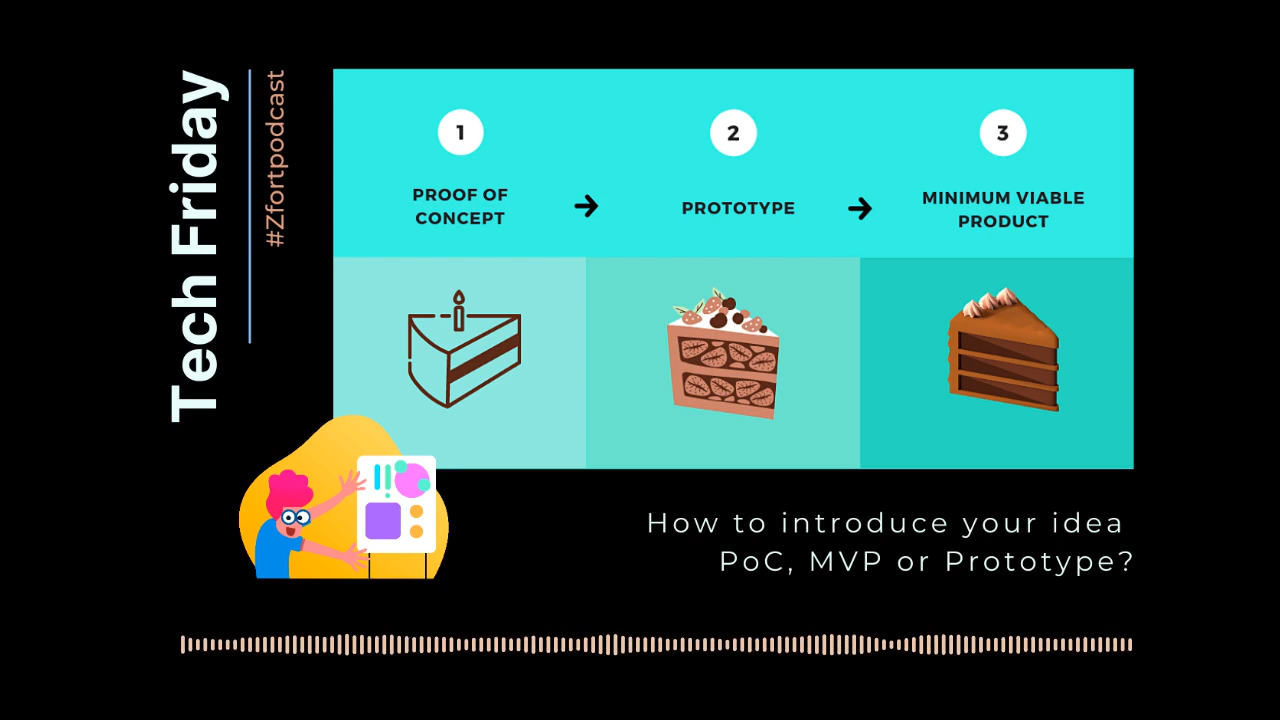 Tech Friday
#Zfortpodcast
1
2
3
PROOF OF
CONCEPT
PROTOTYPE
MINIMUM VIABLE
PRODUCT
How to introduce your idea
PoC, MVP or Prototype?